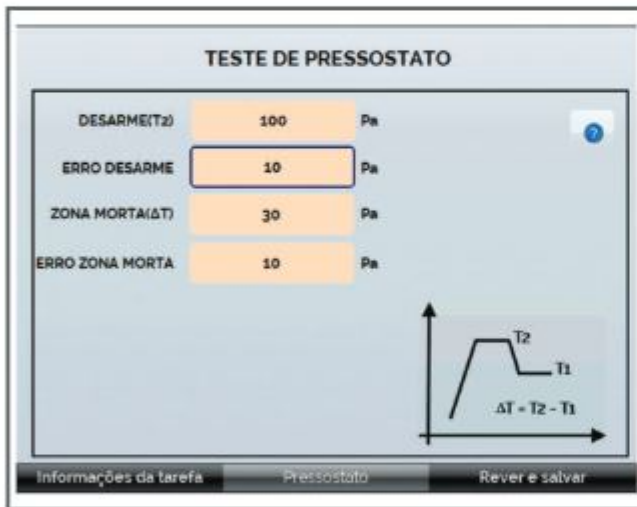 TESTE DE PRESSOSTATO
DESARME(T2) 100 Pa
ERRO DESARME 10 Pa
ZONA MORTA(ΔT) 30 Pa
ERRO ZONA MORTA 10 Pa
?
T2
T1
ΔT = T2 - T1
Informações da tarefa Pressostato Rever e salvar